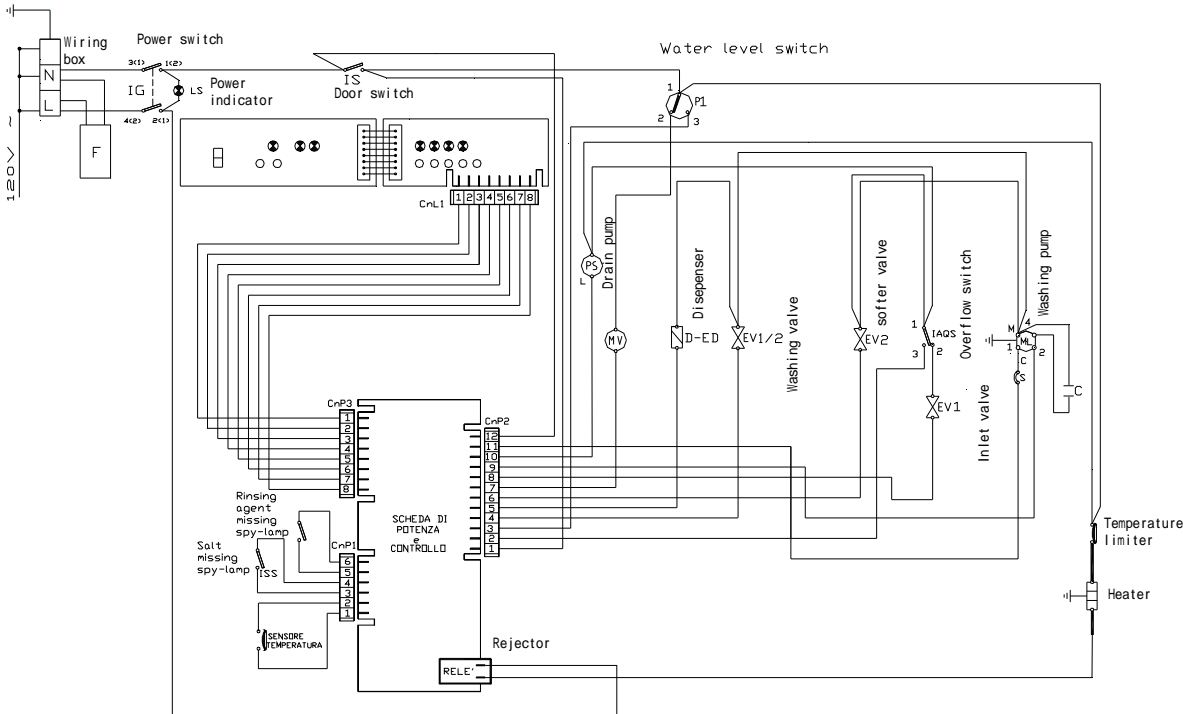 Wiring
box
Power switch
Water level switch
3(1)
1(2)
N
IG
LS
Power
indicator
IS
Door switch
1
P1
2
3
L
4(2)
2(1)
F
120V ~
CnL1
1 2 3 4 5 6 7 8
PS
L
Drain pump
MV
Disepenser
D-ED
EV1/2
Washing valve
softer valve
EV2
1
IAQS
3
2
Overflow switch
EV1
Inlet valve
Washing pump
M
4
1
ML
2
C
S
C
CnP3
1
2
3
4
5
6
7
8
CnP2
12
11
10
9
8
7
6
5
4
3
2
1
Rinsing
agent
missing
spy-lamp
Salt
missing
spy-lamp
ISS
CnP1
6
5
4
3
2
1
SCHEDA DI
POTENZA
e
CONTROLLO
SENSORE
TEMPERATURA
Temperature
limiter
Heater
Rejector
RELE'